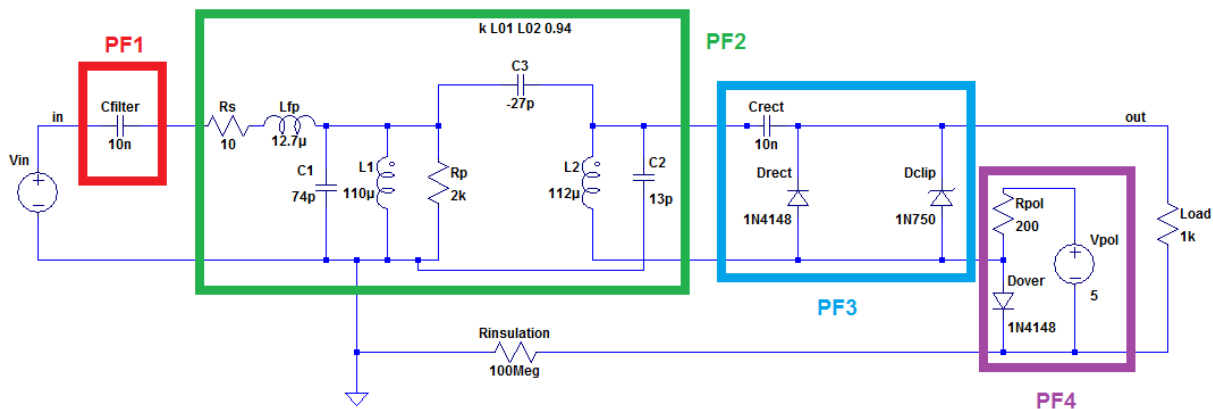 k L01 L02 0.94
PF1
PF2
C3
-27p
Cfilter
10n
in
Rs
10
Lfp
12.7µ
Crect
10n
out
Vin
C1
74p
L1
110µ
Rp
2k
L2
112µ
C2
13p
Drect
1N4148
Dclip
1N750
Rpol
200
Vpol
5
Load
1k
Dover
1N4148
PF3
Rinsulation
100Meg
PF4